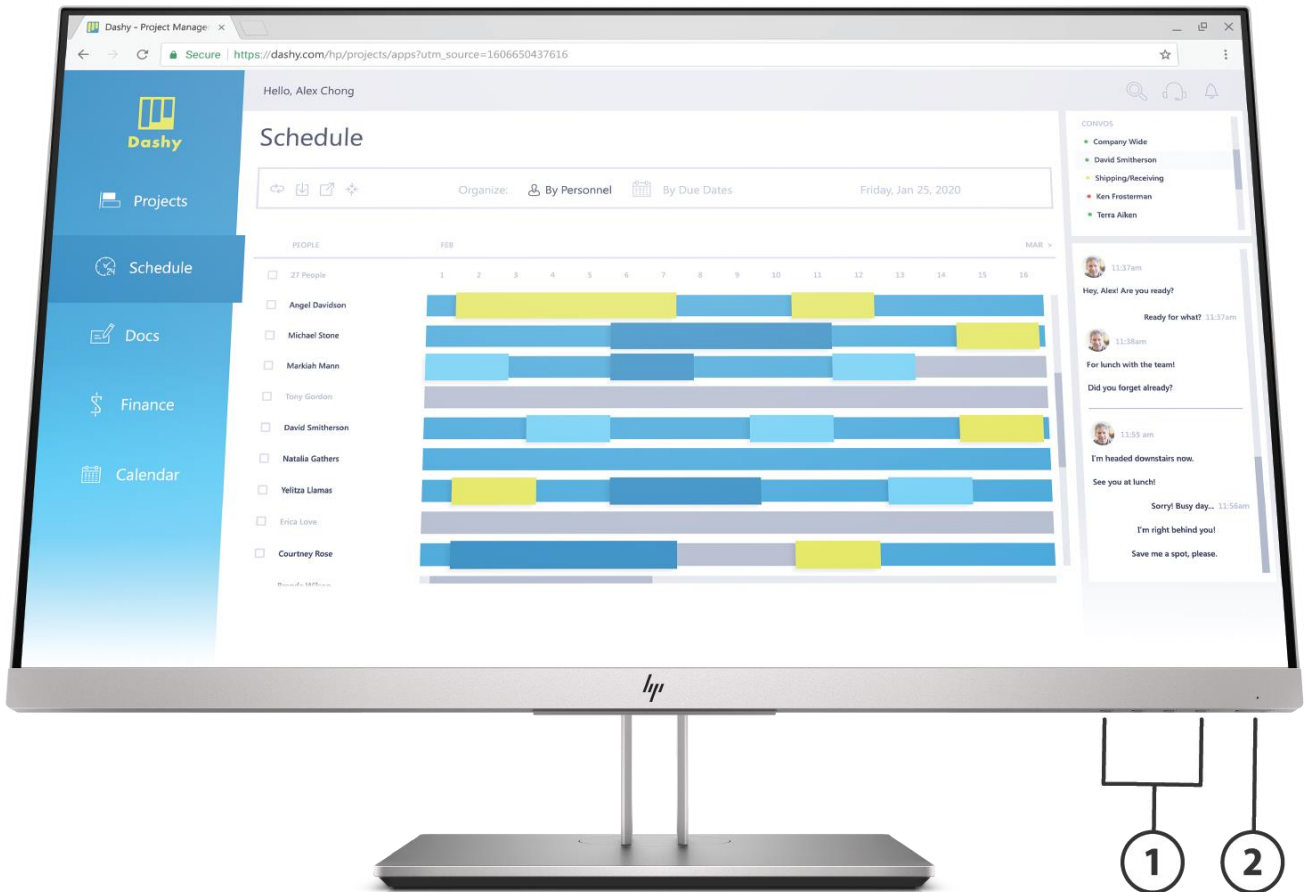 Dashy - Project Manage
Secure https://dashy.com/hp/projects/apps?utm_source=1606650437616
Hello, Alex Chong
Dashy
Projects
Schedule
Docs
Finance
Calendar
Schedule
Organize: By Personnel By Due Dates Friday, Jan 25, 2020
PEOPLE FEB MAR >
27 People 1 2 3 4 5 6 7 8 9 10 11 12 13 14 15 16
Angel Davidson
Michael Stone
Markiah Mann
Tony Gordon
David Smitherson
Natalia Gathers
Yelitza Llamas
Erica Love
Courtney Rose
CONVOS
Company Wide
David Smitherson
Shipping/Receiving
Ken Frosterman
Terra Aiken
11:37am
Hey, Alex! Are you ready?
Ready for what? 11:37am
11:38am
For lunch with the team!
Did you forget already?
11:55 am
I'm headed downstairs now.
See you at lunch!
Sorry! Busy day... 11:56am
I'm right behind you!
Save me a spot, please.
hp
1 2